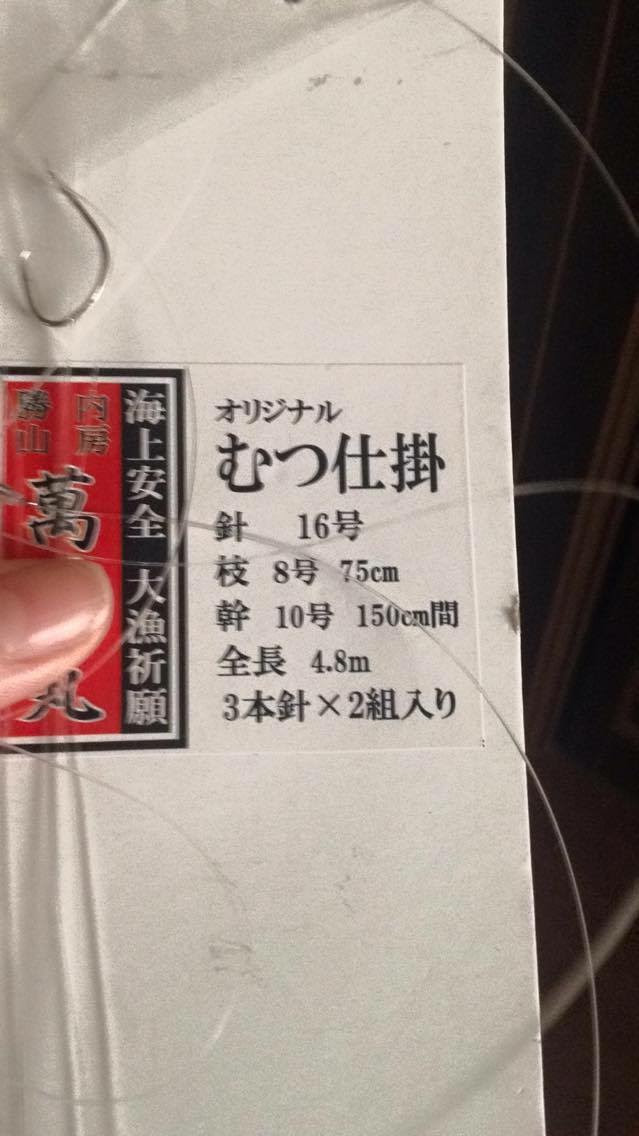 オリジナル
むつ仕掛
針 16号
枝 8号 75cm
幹 10号 150cm間
全長 4.8m
3本針×2組入り
海上安全 大漁祈願
内房
勝山
萬
丸